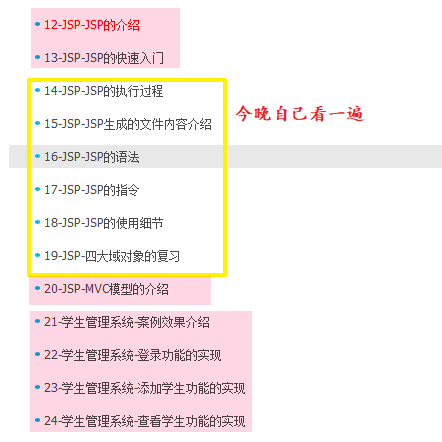 12-JSP-JSP的介绍
13-JSP-JSP的快速入门
14-JSP-JSP的执行过程
15-JSP-JSP生成的文件内容介绍
今晚自己看一遍
16-JSP-JSP的语法
17-JSP-JSP的指令
18-JSP-JSP的使用细节
19-JSP-四大域对象的复习
20-JSP-MVC模型的介绍
21-学生管理系统-案例效果介绍
22-学生管理系统-登录功能的实现
23-学生管理系统-添加学生功能的实现
24-学生管理系统-查看学生功能的实现